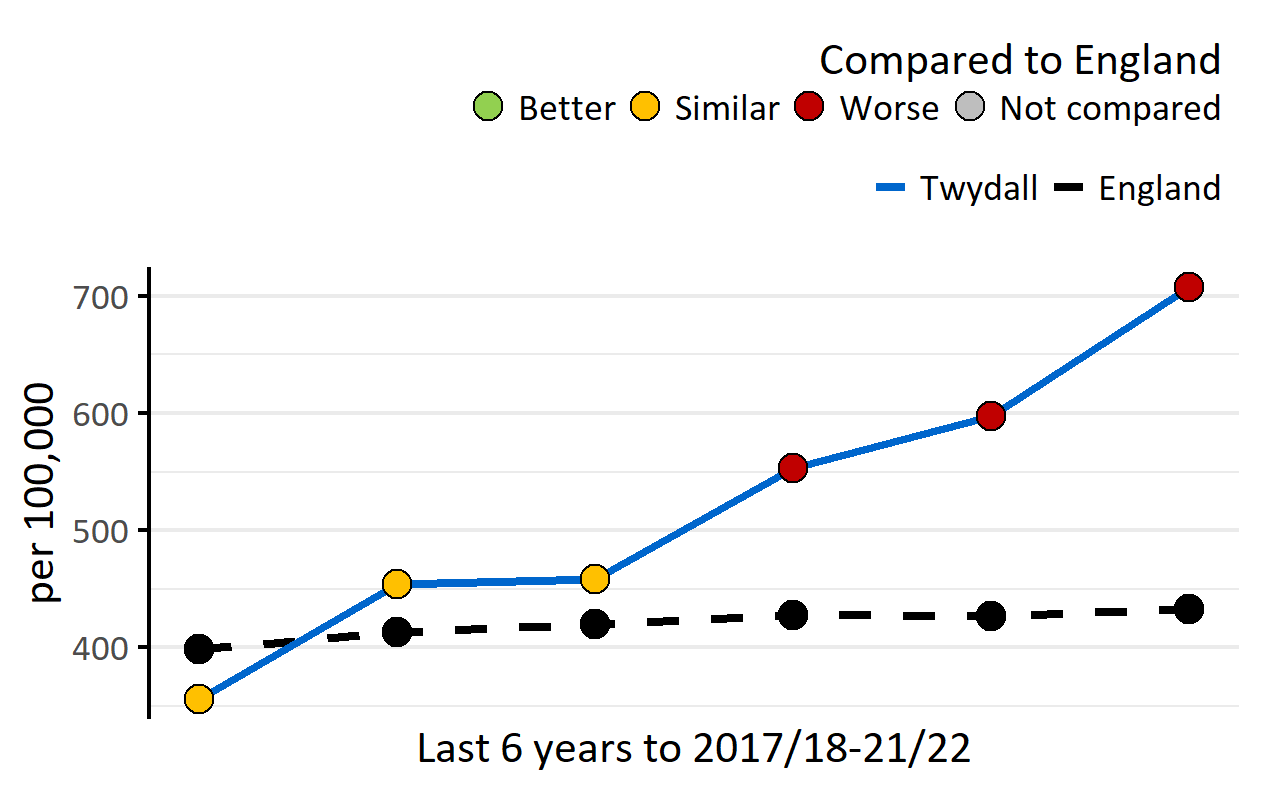 Compared to England
Better Similar Worse Not compared
Twydall England
700
600
500
400
per 100,000
Last 6 years to 2017/18-21/22